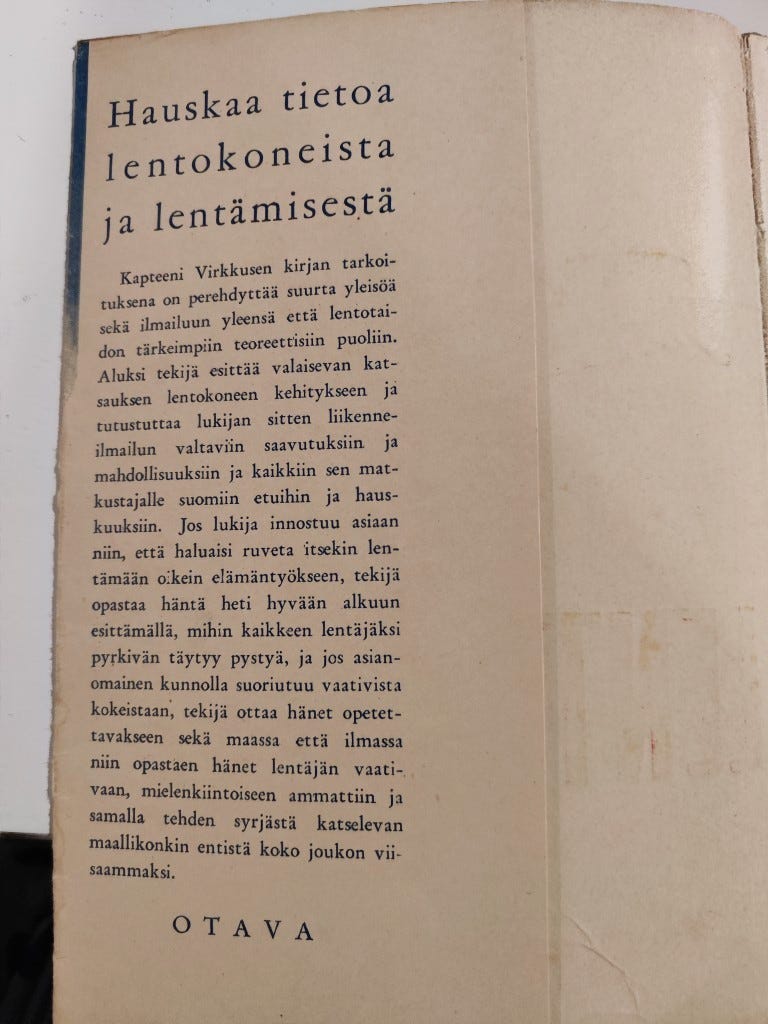 Hauskaa tietoa
lentokoneista
ja lentämisestä
Kapteeni Virkkusen kirjan tarkoi-
tuksena on perehdyttää suurta yleisöä
sekä ilmailuun yleensä että lentotai-
don tärkeimpiin teoreettisiin puoliin.
Aluksi tekijä esittää valaisevan kat-
sauksen lentokoneen kehitykseen ja
tutustuttaa lukijan sitten liikenne-
ilmailun valtaviin saavutuksiin ja
mahdollisuuksiin ja kaikkiin sen mat-
kustajalle suomiin etuihin ja haus-
kuuksiin. Jos lukija innostuu asiaan
niin, että haluaisi ruveta itsekin len-
tämään oikein elämäntyökseen, tekijä
opastaa häntä heti hyvään alkuun
esittämällä, mihin kaikkeen lentäjäksi
pyrkivän täytyy pystyä, ja jos asian-
omainen kunnolla suoriutuu vaativista
kokeistaan, tekijä ottaa hänet opetet-
tavakseen sekä maassa että ilmassa
niin opastaen hänet lentäjän vaati-
vaan, mielenkiintoiseen ammattiin ja
samalla tehden syrjästä katselevan
maallikonkin entistä koko joukon vii-
saammaksi.
OTAVA